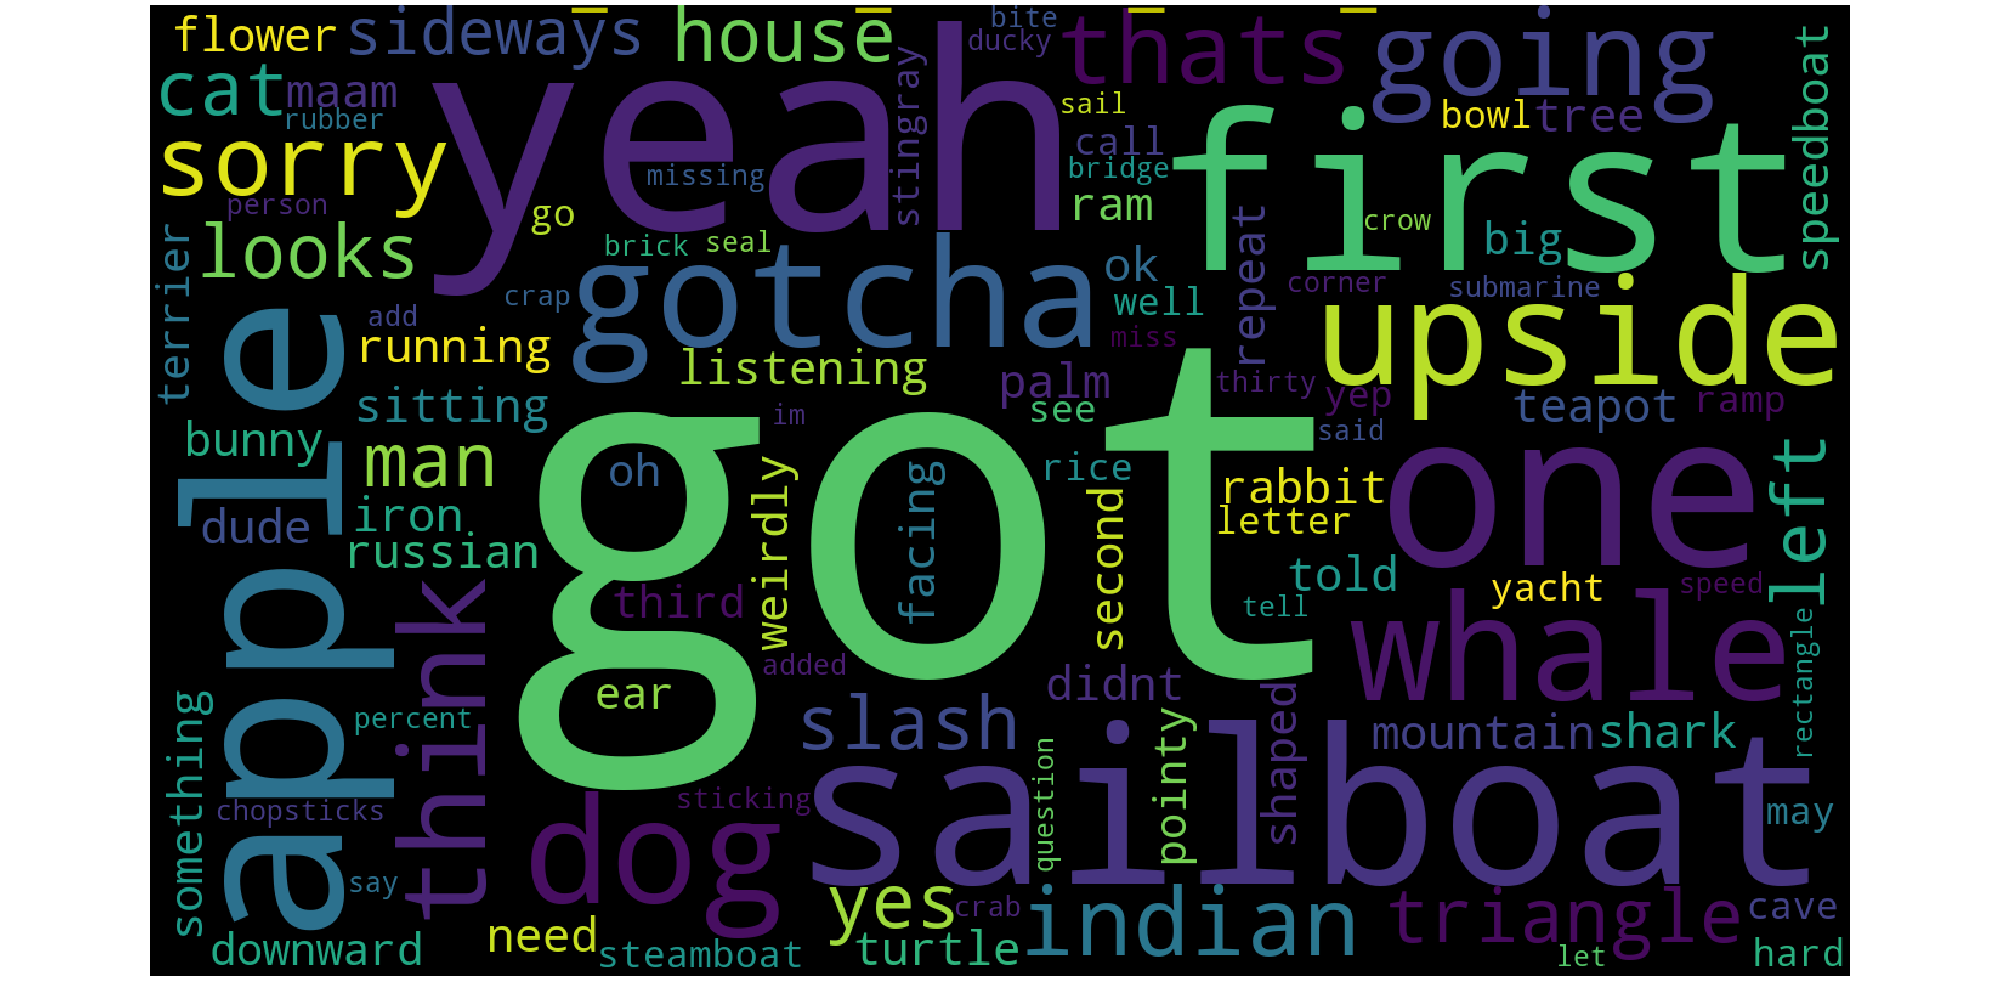 flower
sideways
house
bite
ducky
thats
going
cat
maam
rubber
yeah
stingray
sail
call
bridge
first
bowl
tree
speedboat
sorry
missing
ram
person
go
crow
big
looks
brick
seal
gotcha
ok
well
repeat
corner
submarine
terrier
crap
upside
add
running
listening
miss
palm
thirty
yep
teapot
ramp
apple
sitting
im
see
said
bunny
man
oh
got
rice
rabbit
one
left
dude
iron
russian
weirdly
facing
second
letter
told
yacht
speed
think
third
tell
whale
rectangle
added
ear
didnt
shaped
something
percent
slash
pointy
mountain
shark
question
sailboat
chopsticks
dog
sticking
may
say
yes
crab
indian
triangle
cave
downward
need
steamboat
turtle
let
hard